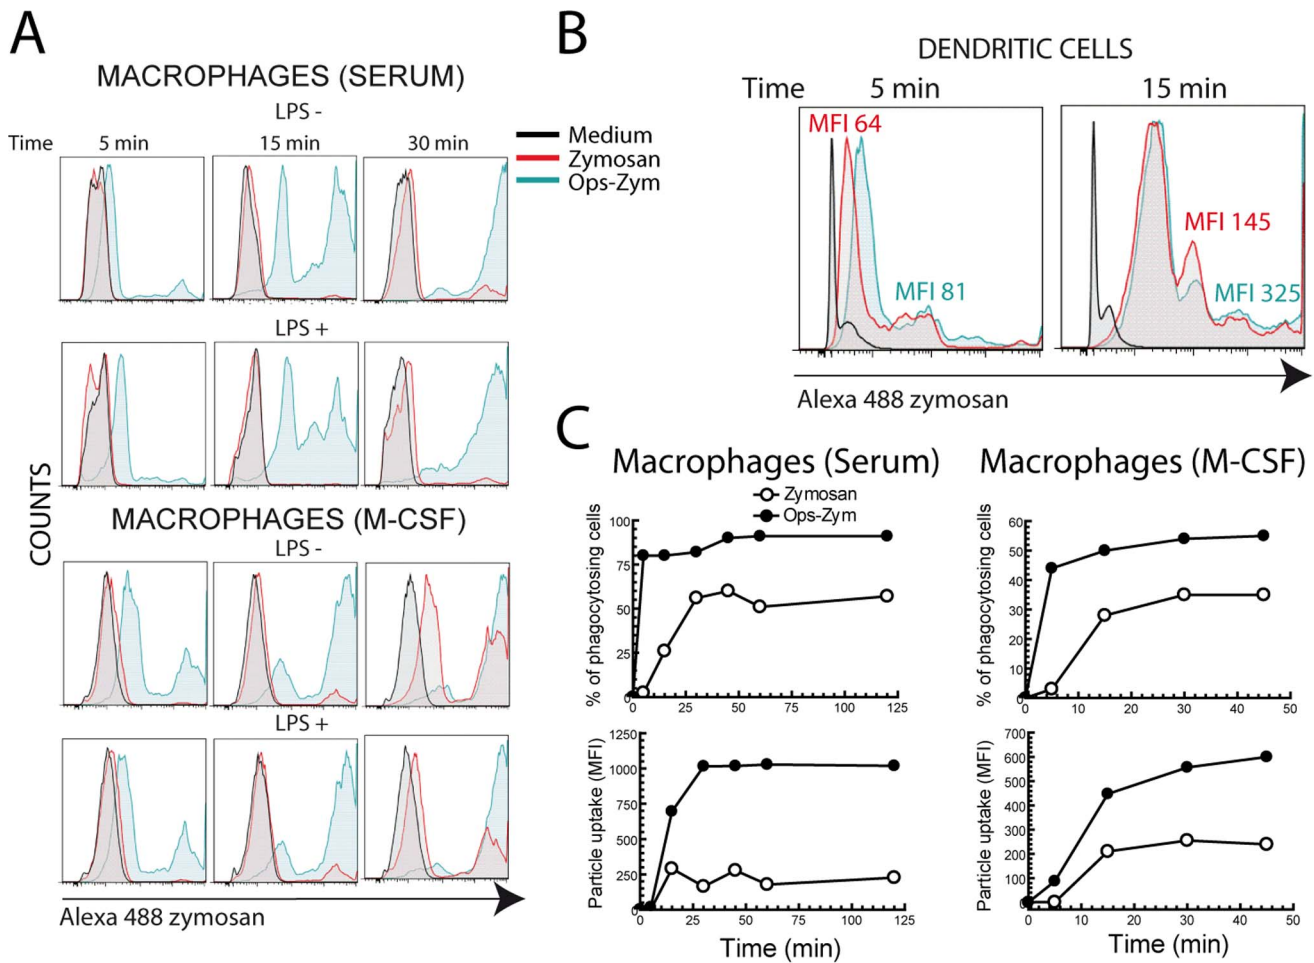 A
MACROPHAGES (SERUM)
LPS -
Time 5 min 15 min 30 min
Medium
Zymosan
Ops-Zym
LPS +
COUNTS
MACROPHAGES (M-CSF)
LPS -
LPS +
Alexa 488 zymosan
B
DENDRITIC CELLS
Time 5 min 15 min
MFI 64
MFI 81
MFI 145
MFI 325
Alexa 488 zymosan
C
Macrophages (Serum)
Zymosan
Ops-Zym
% of phagocytosing cells
100
75
50
25
0
0 25 50 75 100 125
Particle uptake (MFI)
1250
1000
750
500
250
0
0 25 50 75 100 125
Time (min)
Macrophages (M-CSF)
% of phagocytosing cells
60
50
40
30
20
10
0
0 10 20 30 40 50
Particle uptake (MFI)
700
600
500
400
300
200
100
0
0 10 20 30 40 50
Time (min)